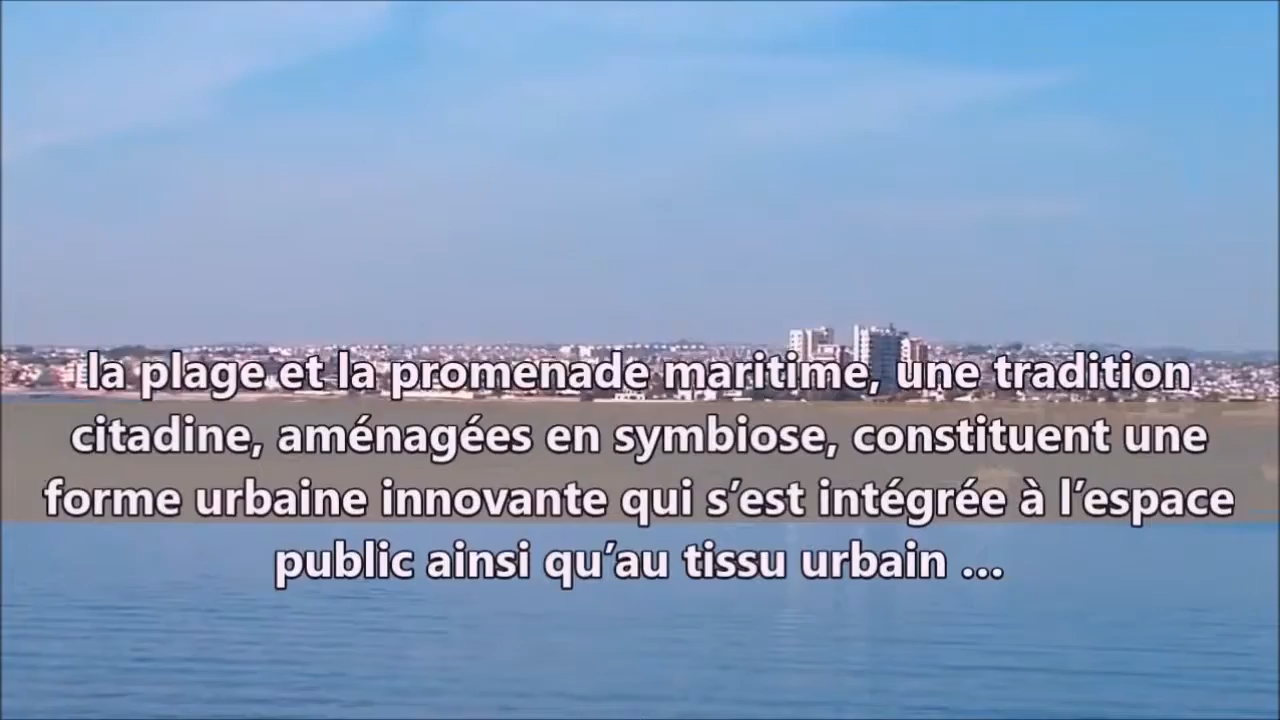 la plage et la promenade maritime, une tradition
citadine, aménagées en symbiose, constituent une
forme urbaine innovante qui s’est intégrée à l’espace
public ainsi qu’au tissu urbain ...